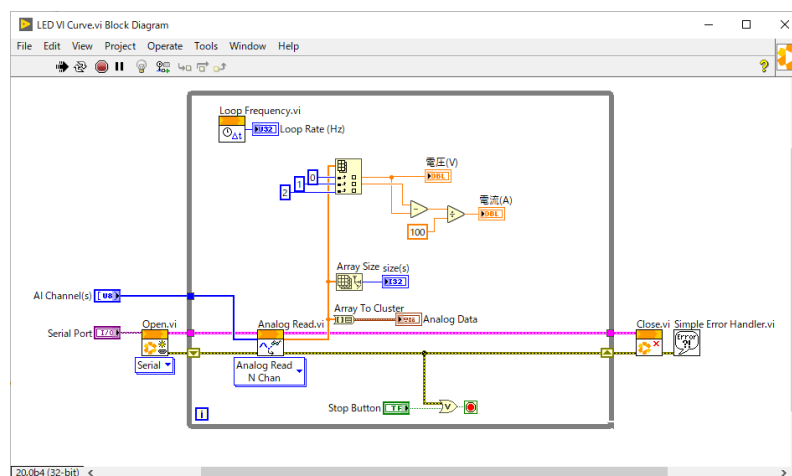 LED VI Curve.vi Block Diagram
File Edit View Project Operate Tools Window Help
Loop Frequency.vi
Δt
U32
Loop Rate (Hz)
0
1
2
電圧(V)
DBL
電流(A)
DBL
100
Array Size
size(s)
I32
AI Channel(s)
U8
Array To Cluster
Analog Data
Serial Port
I/O
Open.vi
Analog Read.vi
Close.vi
Simple Error Handler.vi
Error
?!
Serial
Analog Read
N Chan
Stop Button
TF
V
i
20.0b4 (32-bit)